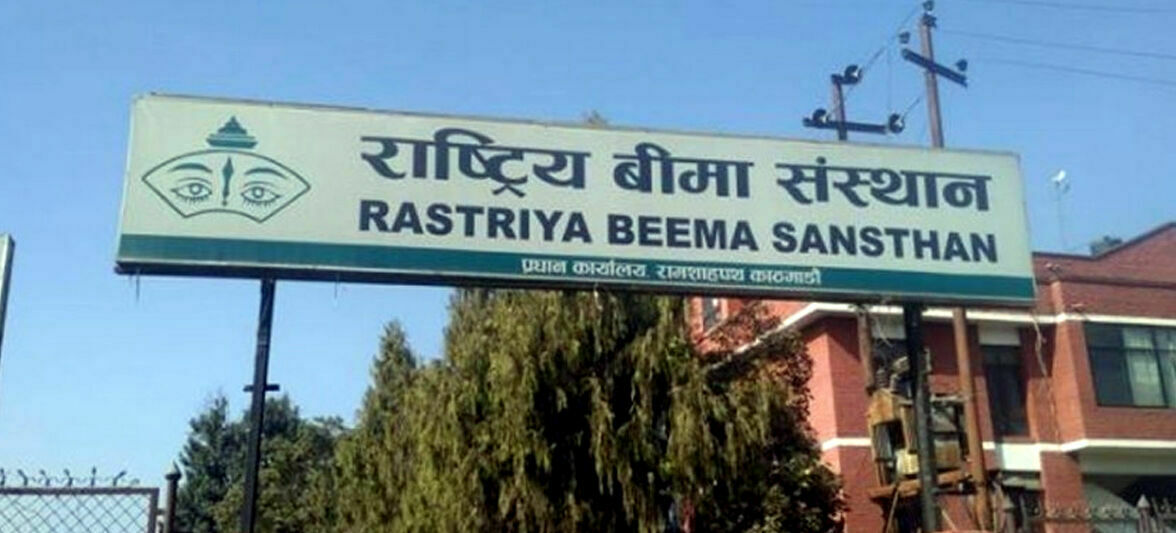 राष्ट्रिय बीमा संस्थान
RASTRIYA BEEMA SANSTHAN
प्रधान कार्यालय, रामशाहपथ काठमाडौं